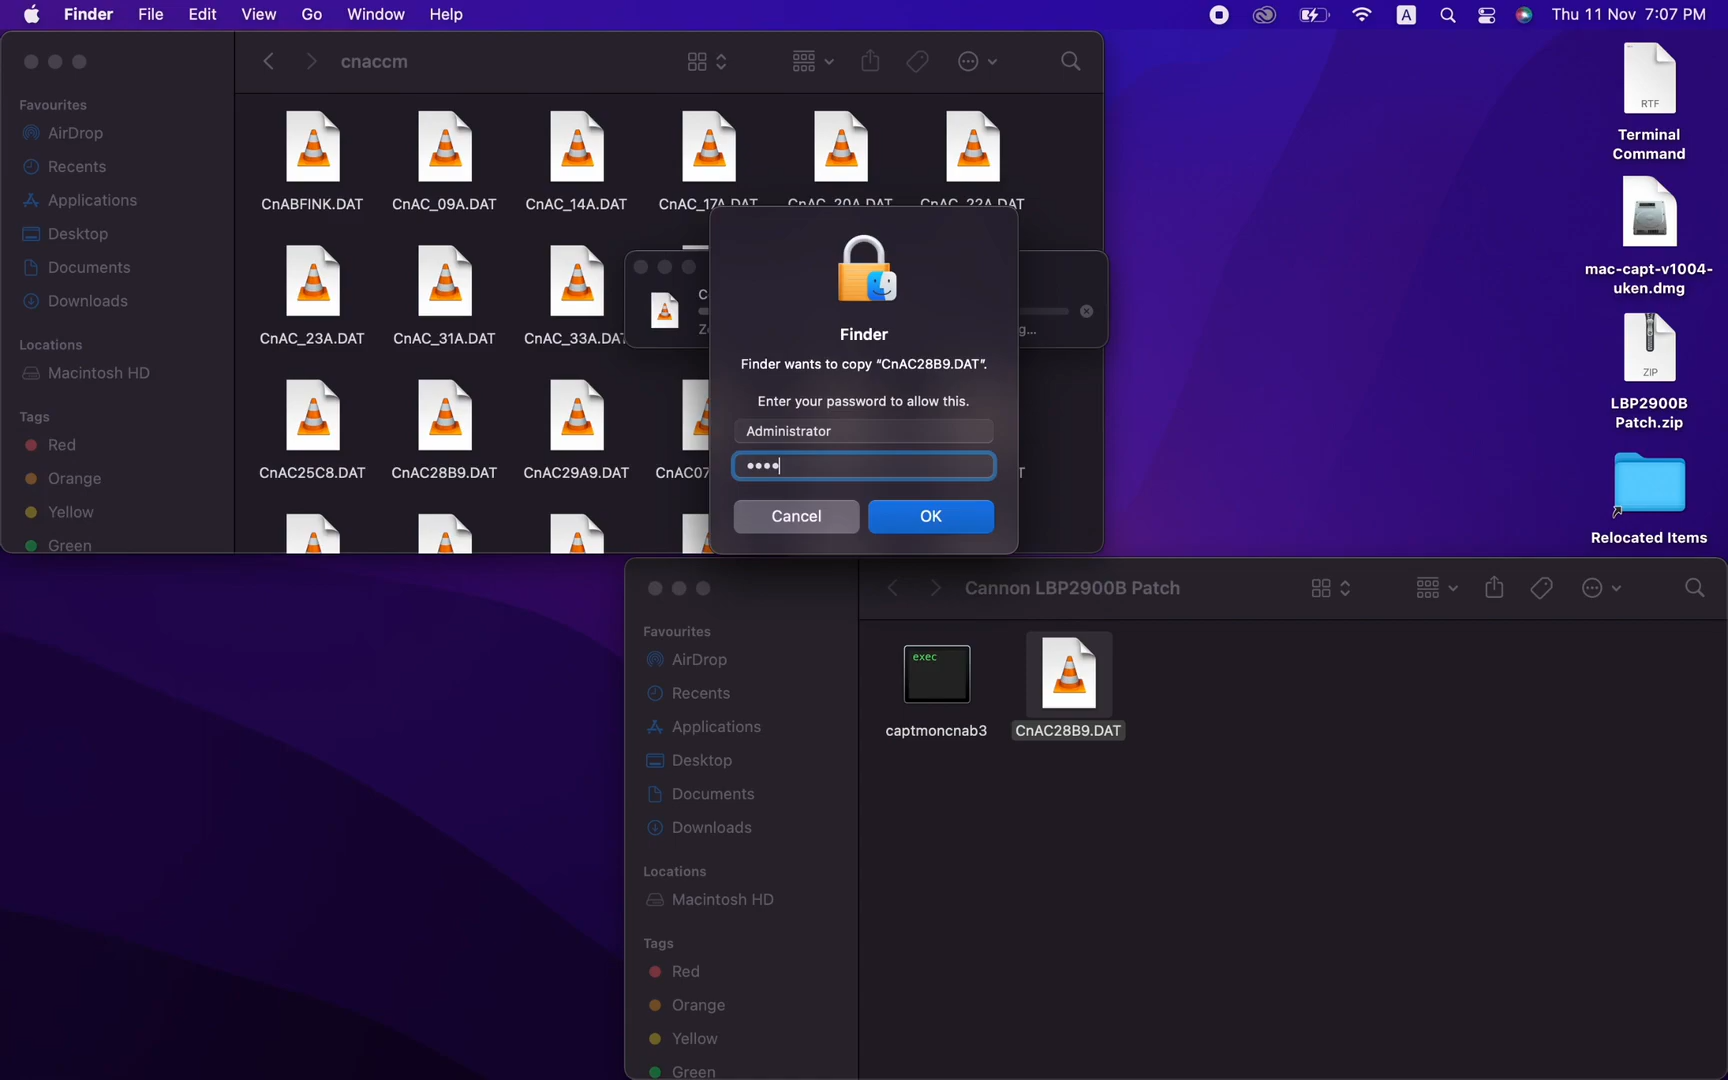 Finder File Edit View Go Window Help
A
Thu 11 Nov 7:07 PM
Favourites
AirDrop
Recents
Applications
Desktop
Documents
Downloads
Locations
Macintosh HD
Tags
Red
Orange
Yellow
Green
cnaccm
CnABFINK.DAT CnAC_09A.DAT CnAC_14A.DAT CnAC_17A.DAT CnAC_20A.DAT CnAC_22A.DAT
CnAC_23A.DAT CnAC_31A.DAT CnAC_33A.DAT
CnAC25C8.DAT CnAC28B9.DAT CnAC29A9.DAT CnAC07
Finder
Finder wants to copy “CnAC28B9.DAT”.
Enter your password to allow this.
Administrator
Cancel OK
RTF
Terminal
Command
mac-capt-v1004-
uken.dmg
ZIP
LBP2900B
Patch.zip
Relocated Items
Favourites
AirDrop
Recents
Applications
Desktop
Documents
Downloads
Locations
Macintosh HD
Tags
Red
Orange
Yellow
Green
Cannon LBP2900B Patch
exec
captmoncnab3 CnAC28B9.DAT